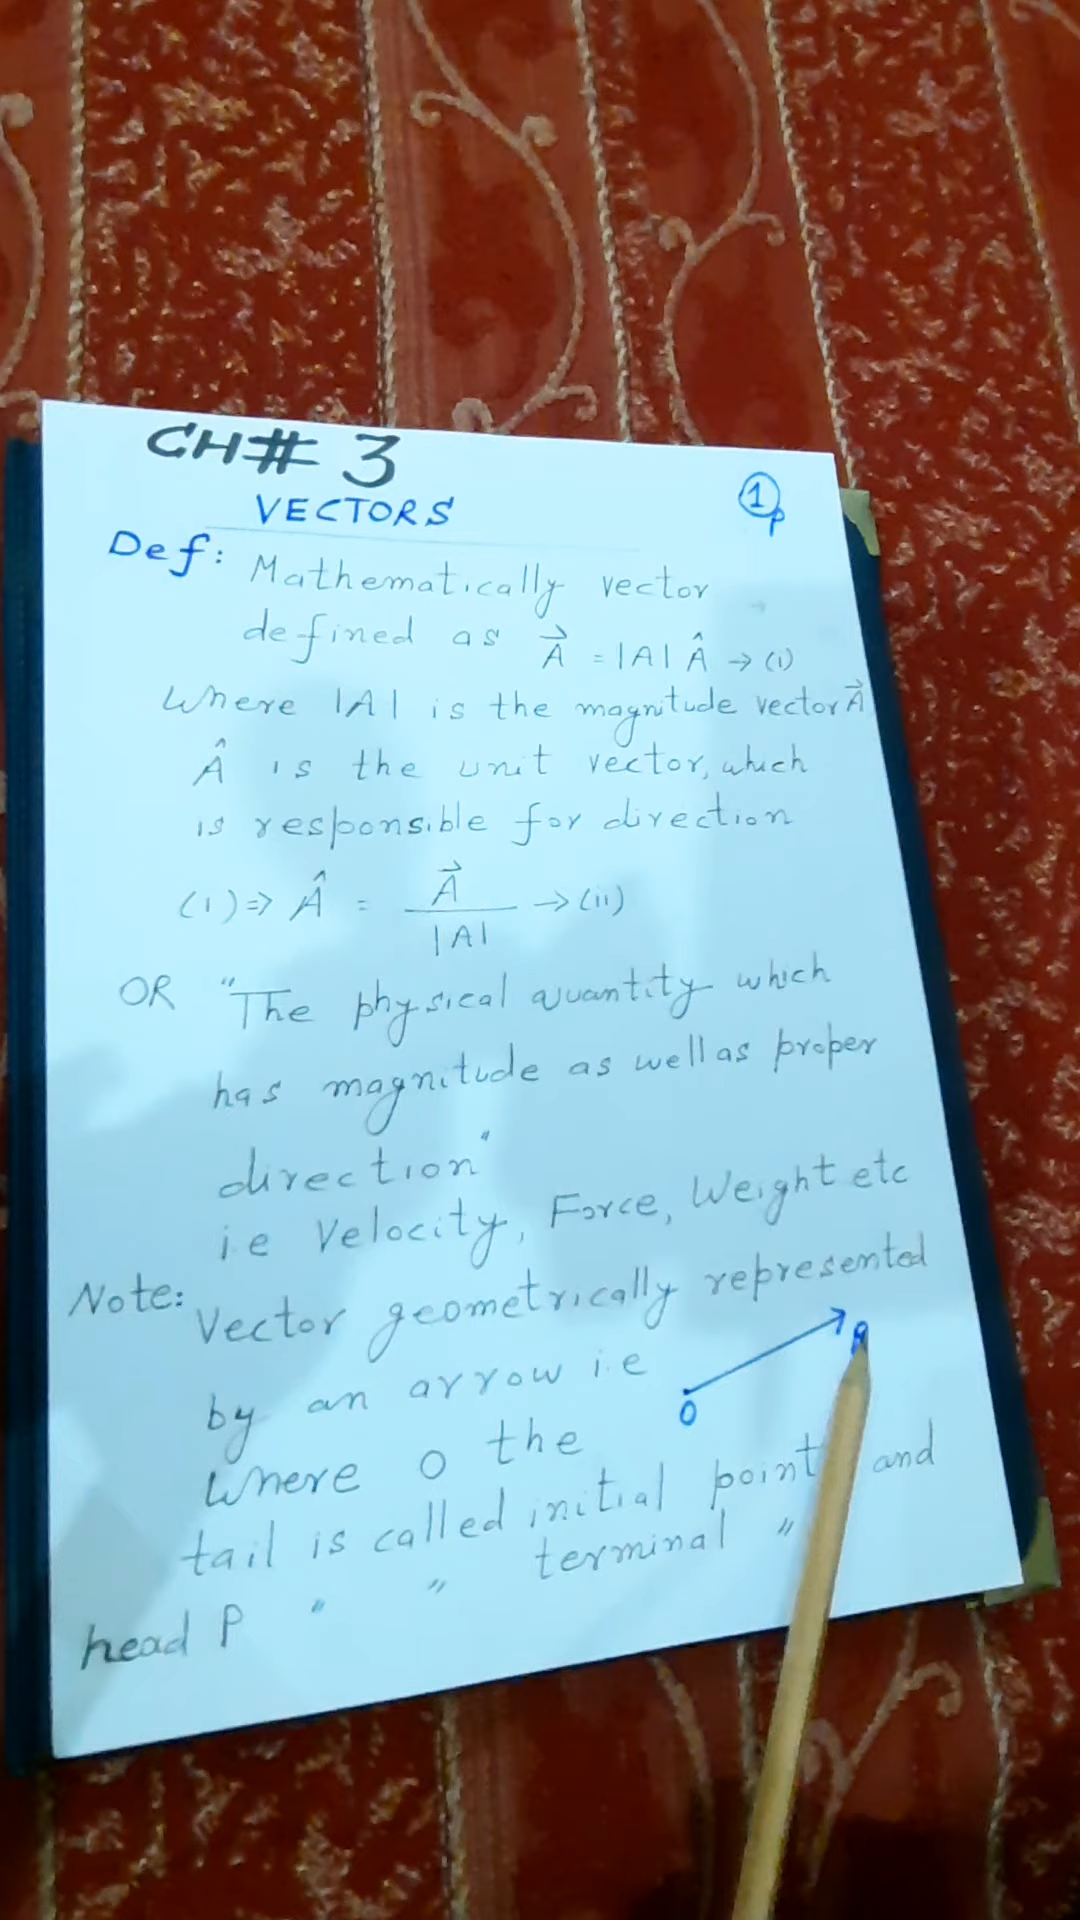 CH# 3
1P
VECTORS
Def: Mathematically vector
defined as A⃗ = |A| Â → (i)
Where |A| is the magnitude vector A⃗
Â is the unit vector, which
is responsible for direction
(i) ⇒ Â = A⃗ / |A| → (ii)
OR "The physical quantity which
has magnitude as well as proper
direction"
i.e Velocity, Force, Weight etc
Note: Vector geometrically represented
by an arrow i.e
O
Where O the
tail is called initial point and
head P " " terminal "